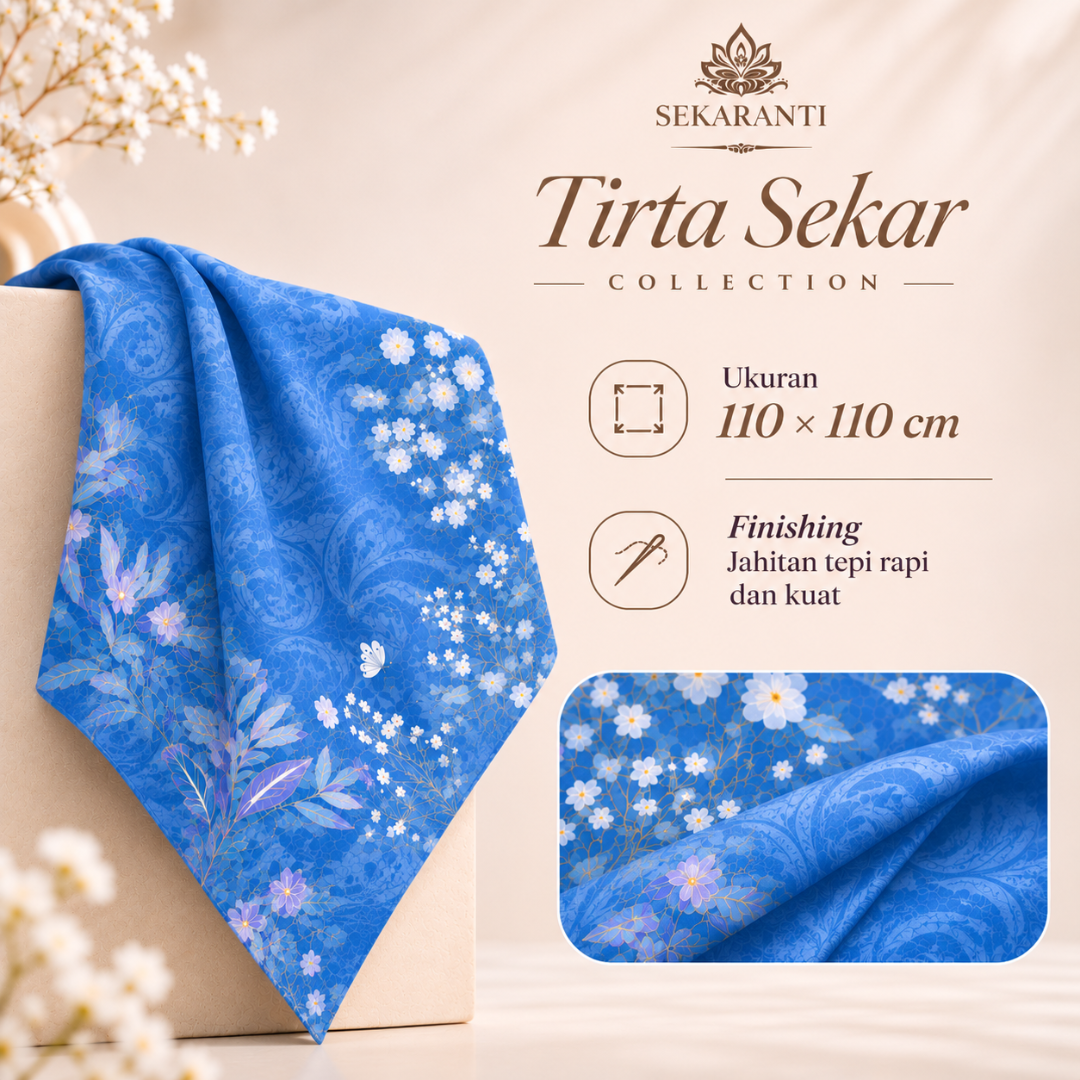 SEKARANTI
Tirta Sekar
COLLECTION
Ukuran
110 × 110 cm
Finishing
Jahitan tepi rapi
dan kuat